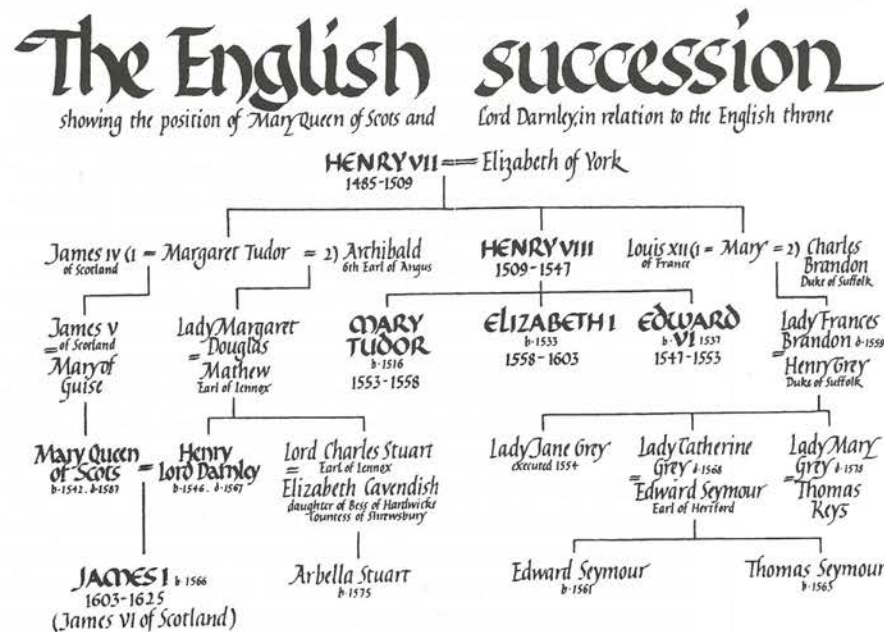 The English succession
showing the position of Mary Queen of Scots and Lord Darnley, in relation to the English throne
HENRY VII == Elizabeth of York
1485-1509
James IV (1 = Margaret Tudor = 2) Archibald
of Scotland
6th Earl of Angus
HENRY VIII
1509-1547
Louis XII (1 = Mary = 2) Charles
of France
Brandon
Duke of Suffolk
James V
of Scotland
=
Mary of
Guise
Lady Margaret
Douglas
=
Mathew
Earl of Lennox
MARY
TUDOR
b·1516
1553-1558
ELIZABETH I
b·1533
1558-1603
EDWARD
VI
b· 1537
1547-1553
Lady Frances
Brandon d·1559
=
Henry Grey
Duke of Suffolk
Mary Queen
of Scots
b·1542. d·1587
=
Henry
Lord Darnley
b·1546. d·1567
Lord Charles Stuart
Earl of Lennox
=
Elizabeth Cavendish
daughter of Bess of Hardwicke
Countess of Shrewsbury
Lady Jane Grey
executed 1554
Lady Catherine
Grey d·1568
=
Edward Seymour
Earl of Hertford
Lady Mary
Grey d·1578
=
Thomas
Keys
JAMES I b·1566
1603-1625
(James VI of Scotland)
Arbella Stuart
b·1575
Edward Seymour
b·1561
Thomas Seymour
b·1563